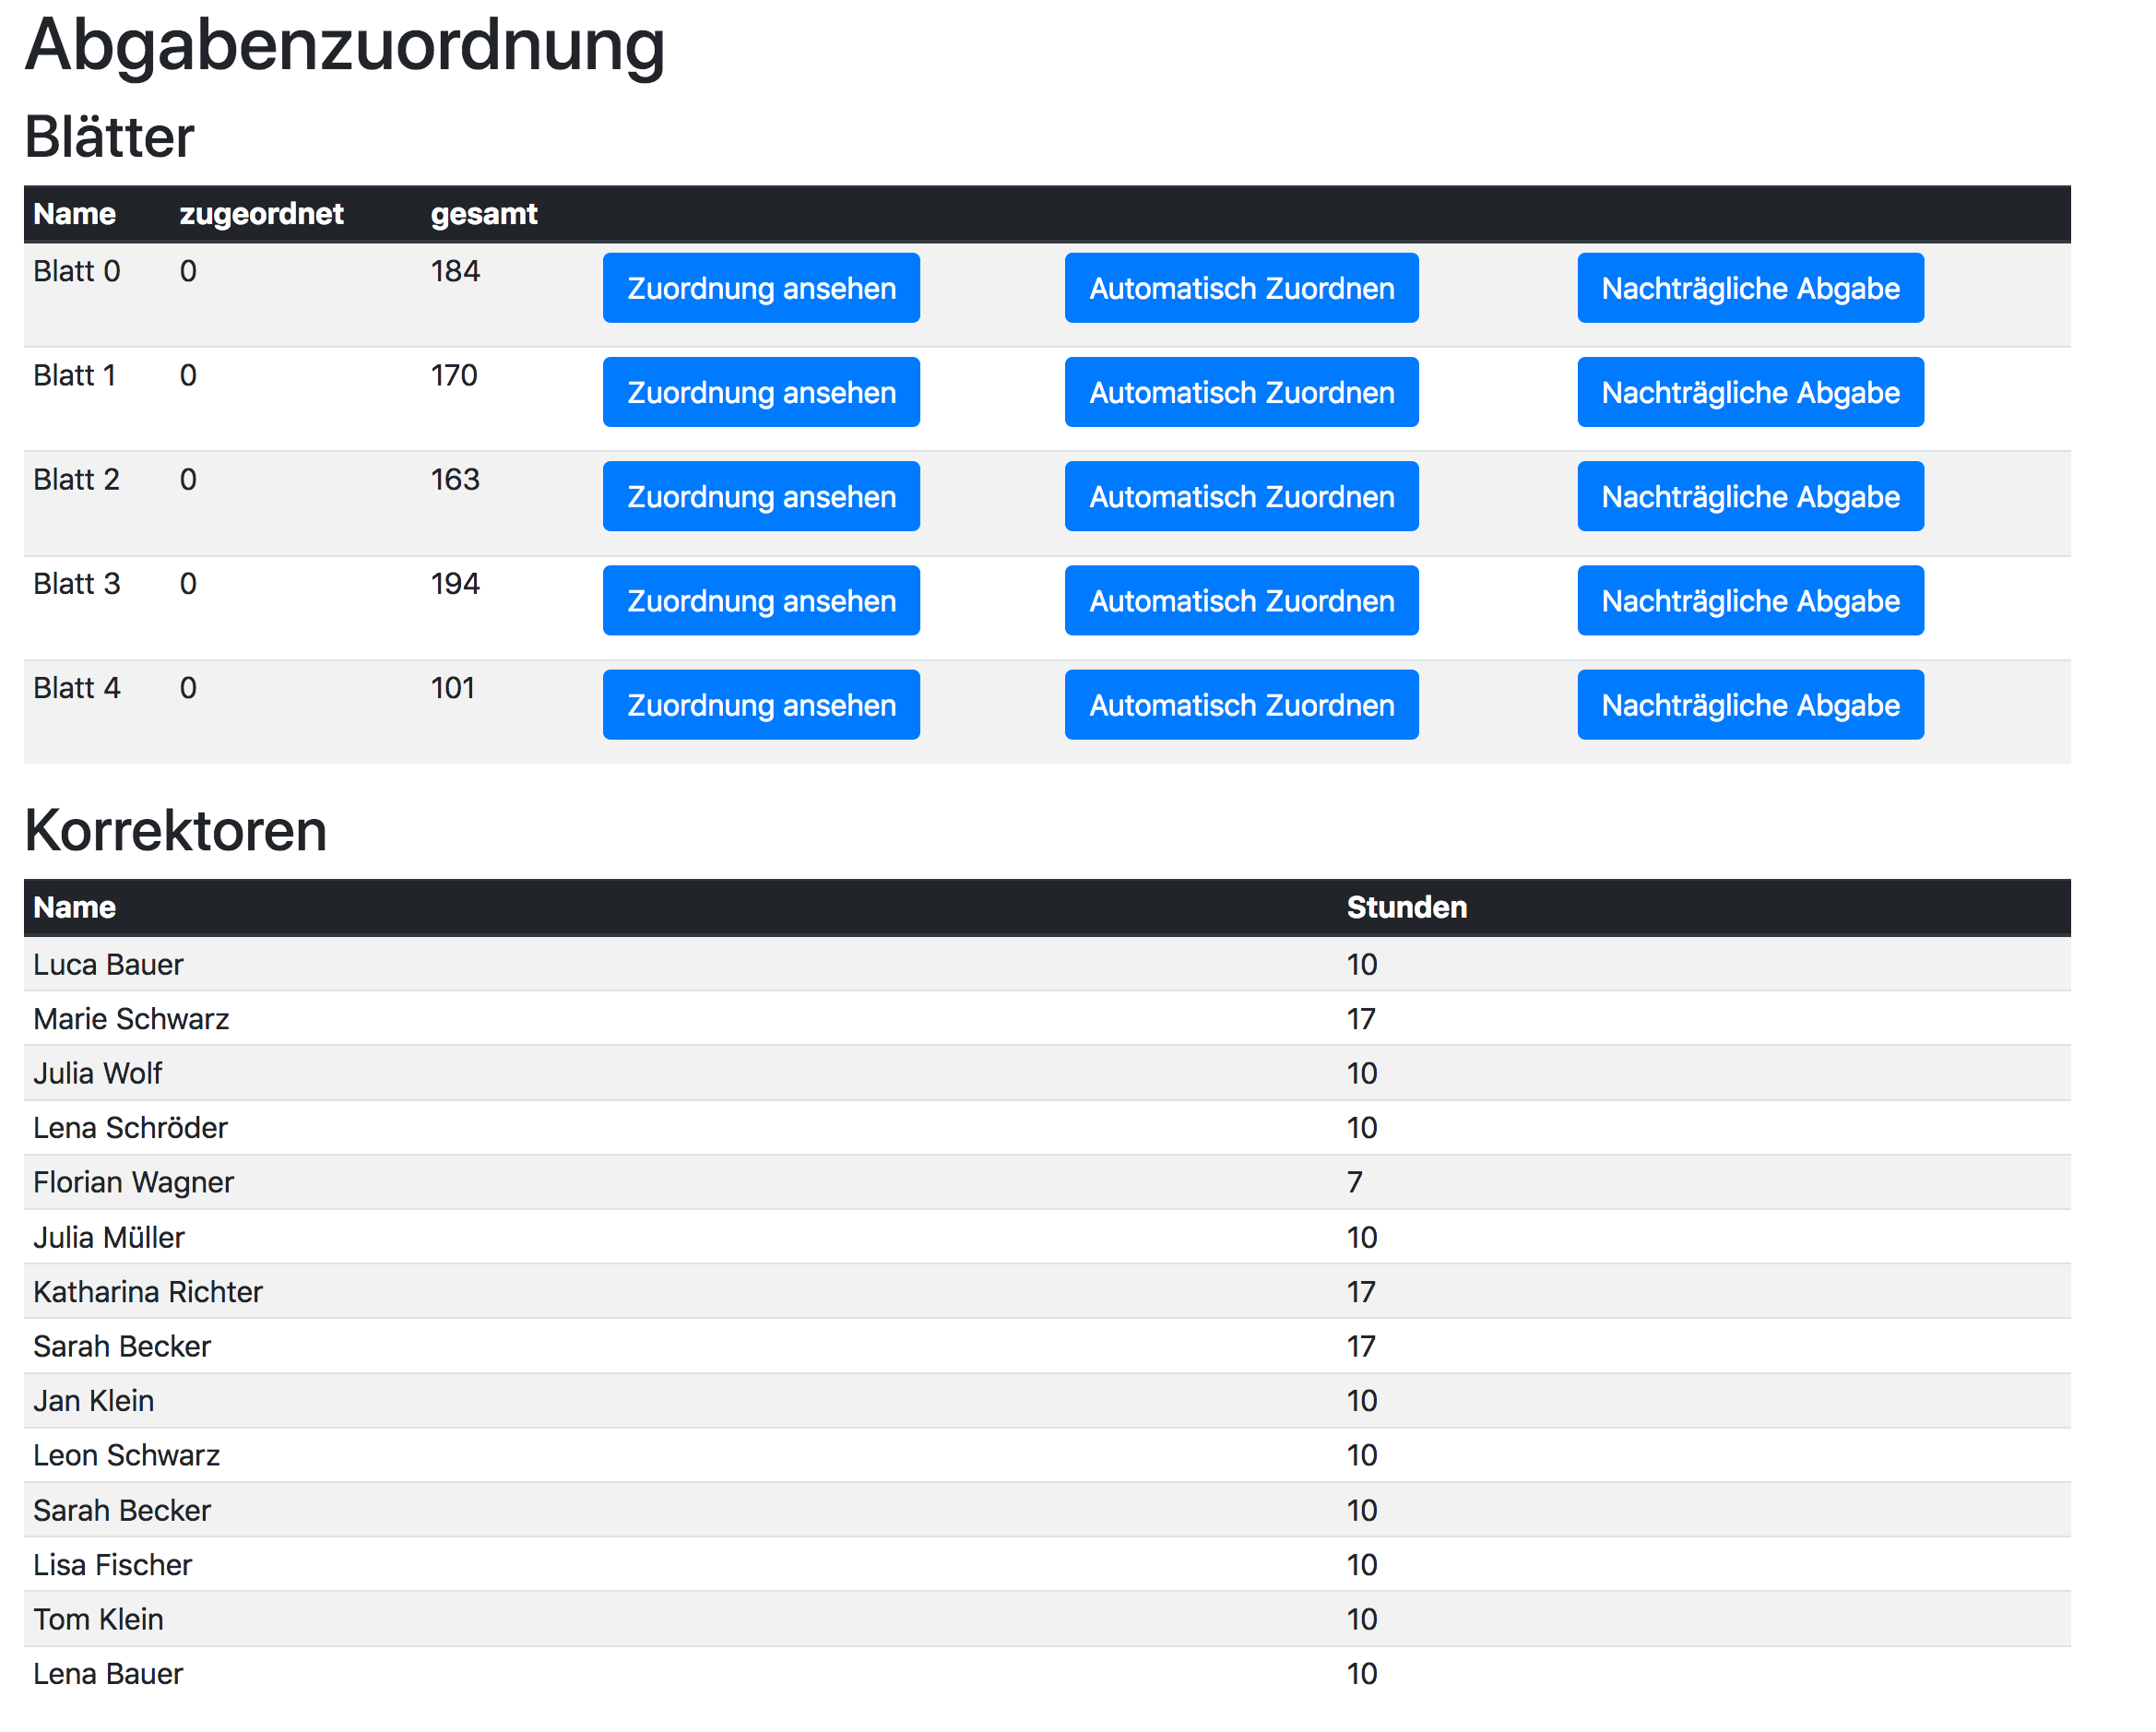 Abgabenzuordnung
Blätter
Name zugeordnet gesamt
Blatt 0 0 184 Zuordnung ansehen Automatisch Zuordnen Nachträgliche Abgabe
Blatt 1 0 170 Zuordnung ansehen Automatisch Zuordnen Nachträgliche Abgabe
Blatt 2 0 163 Zuordnung ansehen Automatisch Zuordnen Nachträgliche Abgabe
Blatt 3 0 194 Zuordnung ansehen Automatisch Zuordnen Nachträgliche Abgabe
Blatt 4 0 101 Zuordnung ansehen Automatisch Zuordnen Nachträgliche Abgabe
Korrektoren
Name Stunden
Luca Bauer 10
Marie Schwarz 17
Julia Wolf 10
Lena Schröder 10
Florian Wagner 7
Julia Müller 10
Katharina Richter 17
Sarah Becker 17
Jan Klein 10
Leon Schwarz 10
Sarah Becker 10
Lisa Fischer 10
Tom Klein 10
Lena Bauer 10